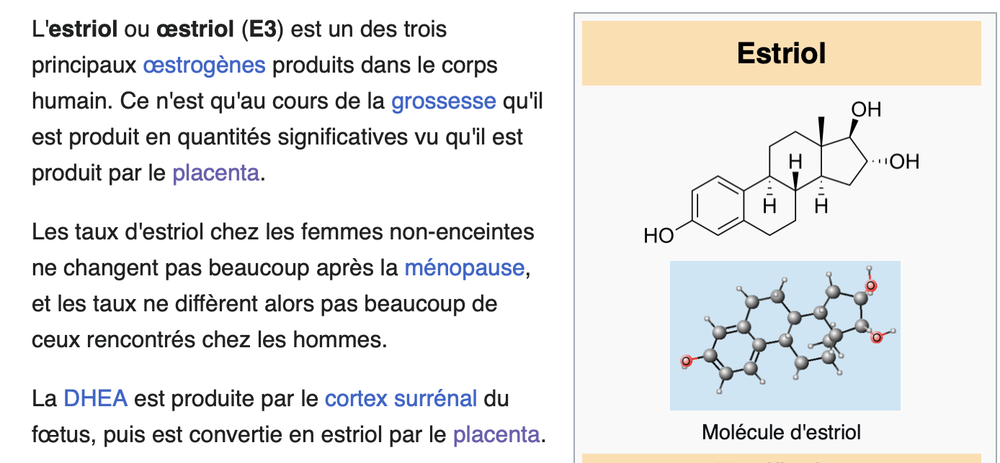 L'estriol ou œstriol (E3) est un des trois
principaux œstrogènes produits dans le corps
humain. Ce n'est qu'au cours de la grossesse qu'il
est produit en quantités significatives vu qu'il est
produit par le placenta.
Les taux d'estriol chez les femmes non-enceintes
ne changent pas beaucoup après la ménopause,
et les taux ne diffèrent alors pas beaucoup de
ceux rencontrés chez les hommes.
La DHEA est produite par le cortex surrénal du
fœtus, puis est convertie en estriol par le placenta.
Estriol
OH
H
OH
H
H
HO
O
O
O
Molécule d'estriol